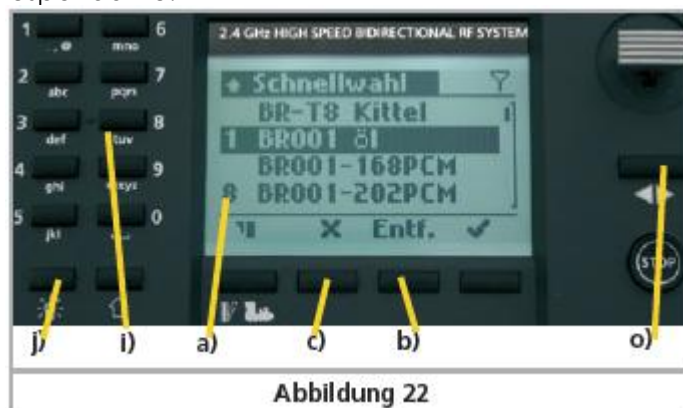 2.4 GHz HIGH SPEED BIDIRECTIONAL RF SYSTEM
1 6
mno
2 7
abc pqrs
3 8
def tuv
4 9
ghi
5 0
jkl
Schnellwahl
BR-T8 Kittel
1 BR001 öl
BR001-168PCM
8 BR001-202PCM
Entf.
STOP
j) i) a) c) b) o)
Abbildung 22